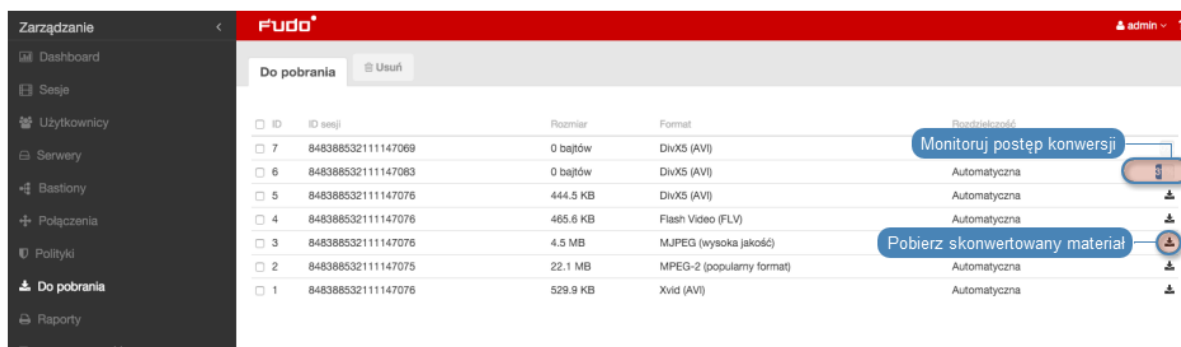 Zarządzanie
Fudo
admin
Dashboard
Sesje
Użytkownicy
Serwery
Bastiony
Połączenia
Polityki
Do pobrania
Raporty
Do pobrania
Usuń
ID ID sesji Rozmiar Format Rozdzielczość
7 848388532111147069 0 bajtów DivX5 (AVI)
Monitoruj postęp konwersji
6 848388532111147083 0 bajtów DivX5 (AVI) Automatyczna
5 848388532111147076 444.5 KB DivX5 (AVI) Automatyczna
4 848388532111147076 465.6 KB Flash Video (FLV) Automatyczna
3 848388532111147076 4.5 MB MJPEG (wysoka jakość)
Pobierz skonwertowany materiał
2 848388532111147075 22.1 MB MPEG-2 (popularny format) Automatyczna
1 848388532111147076 529.9 KB Xvid (AVI) Automatyczna